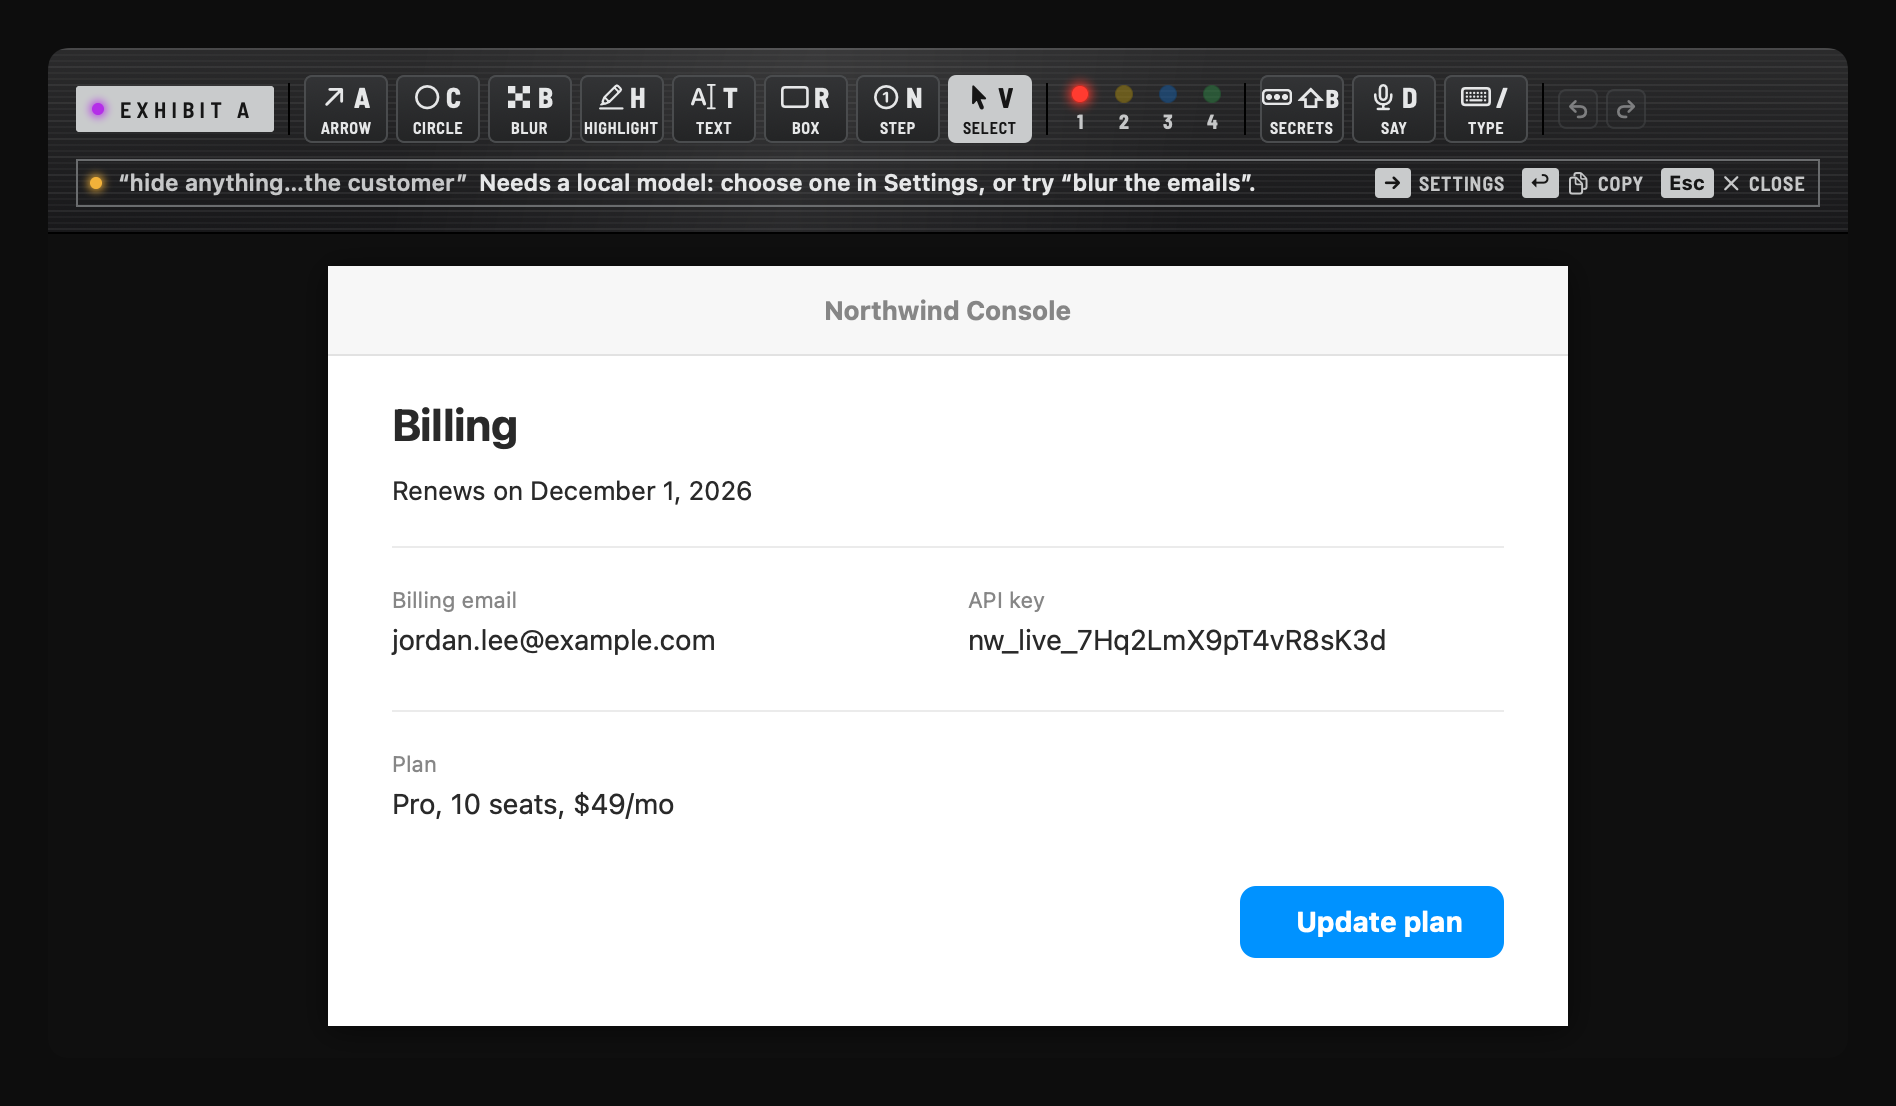 EXHIBIT A
A
ARROW
C
CIRCLE
B
BLUR
H
HIGHLIGHT
A T
TEXT
R
BOX
1 N
STEP
V
SELECT
1 2 3 4
B
SECRETS
D
SAY
/
TYPE
“hide anything...the customer” Needs a local model: choose one in Settings, or try “blur the emails”.
SETTINGS
COPY
Esc
CLOSE
Northwind Console
Billing
Renews on December 1, 2026
Billing email
jordan.lee@example.com
API key
nw_live_7Hq2LmX9pT4vR8sK3d
Plan
Pro, 10 seats, $49/mo
Update plan